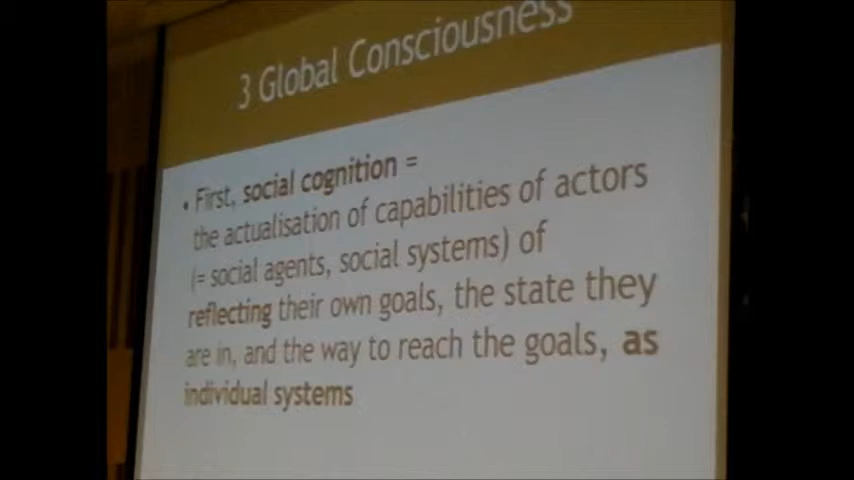 3 Global Consciousness
• First, social cognition =
the actualisation of capabilities of actors
(= social agents, social systems) of
reflecting their own goals, the state they
are in, and the way to reach the goals, as
individual systems